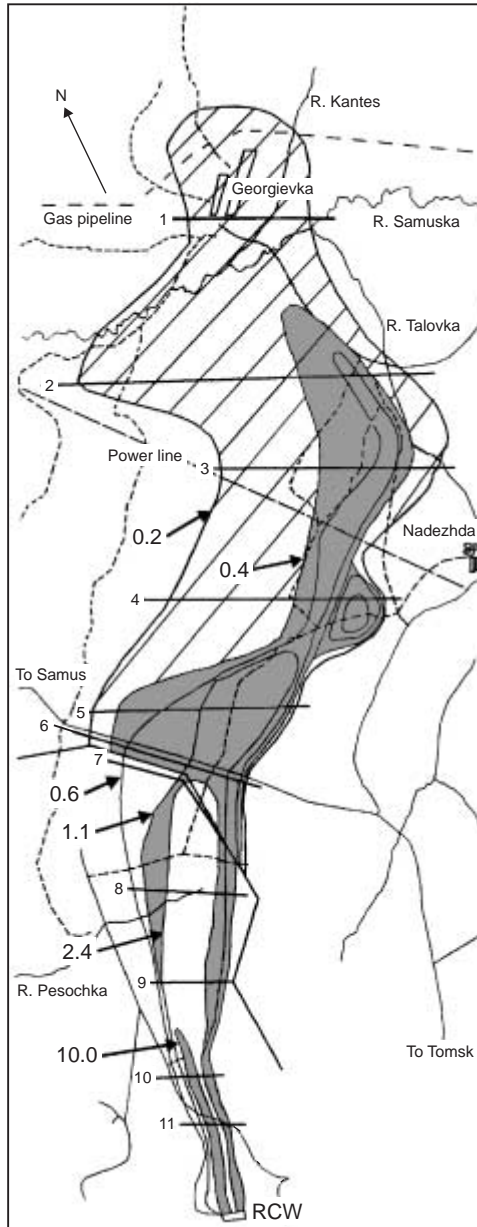 R. Kantes
N
Georgievka
Gas pipeline
1
R. Samuska
R. Talovka
2
Power line
3
0.2
Nadezhda
0.4
4
To Samus
5
6
7
0.6
1.1
8
2.4
R. Pesochka
9
10.0
To Tomsk
10
11
RCW